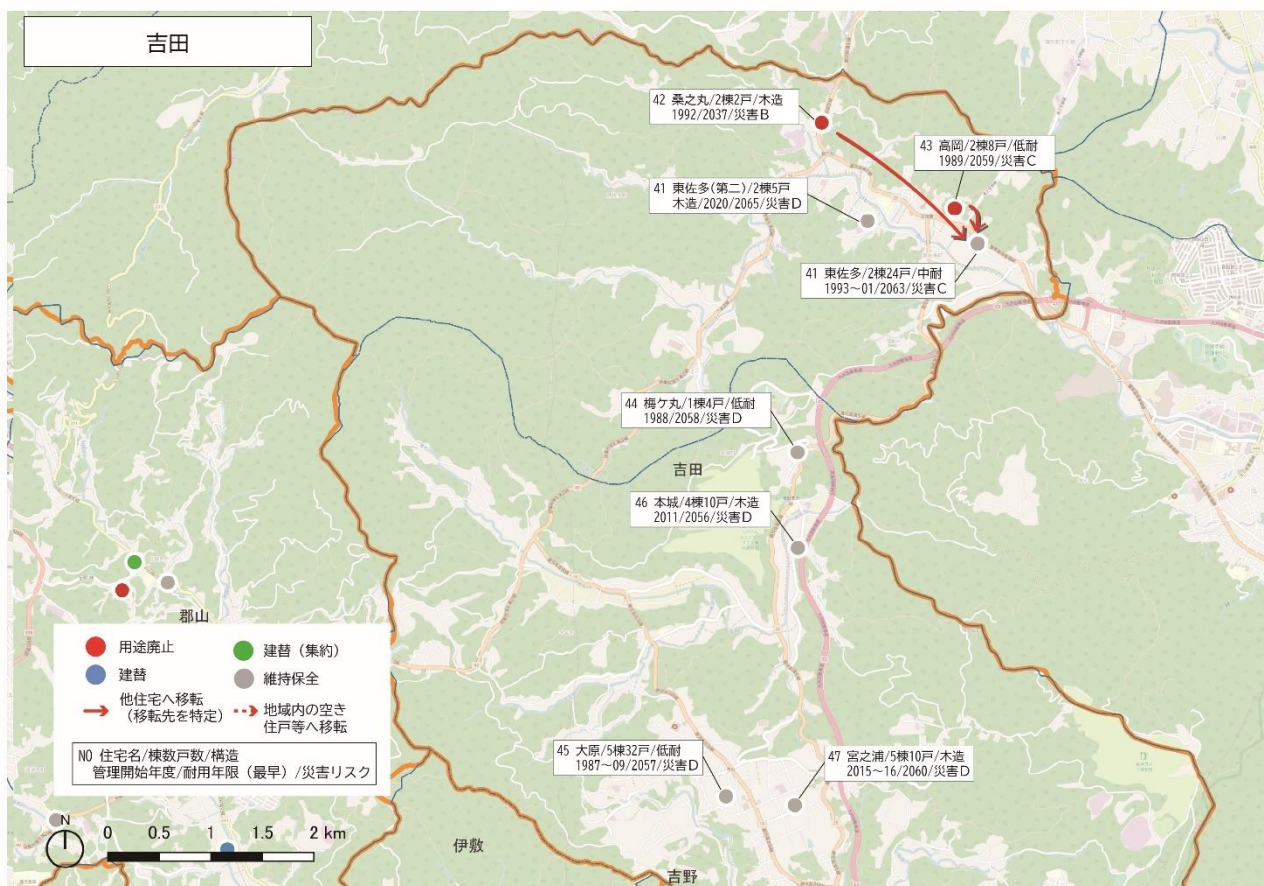 吉田
42 桑之丸/2棟2戸/木造
1992/2037/災害B
43 高岡/2棟8戸/低耐
1989/2059/災害C
41 東佐多(第二)/2棟5戸
木造/2020/2065/災害D
41 東佐多/2棟24戸/中耐
1993～01/2063/災害C
44 梅ケ丸/1棟4戸/低耐
1988/2058/災害D
吉田
46 本城/4棟10戸/木造
2011/2056/災害D
郡山
用途廃止
建替（集約）
建替
維持保全
他住宅へ移転
（移転先を特定）
地域内の空き
住戸等へ移転
NO 住宅名/棟数戸数/構造
管理開始年度/耐用年限（最早）/災害リスク
45 大原/5棟32戸/低耐
1987～09/2057/災害D
47 宮之浦/5棟10戸/木造
2015～16/2060/災害D
N
0 0.5 1 1.5 2 km
伊敷
吉野